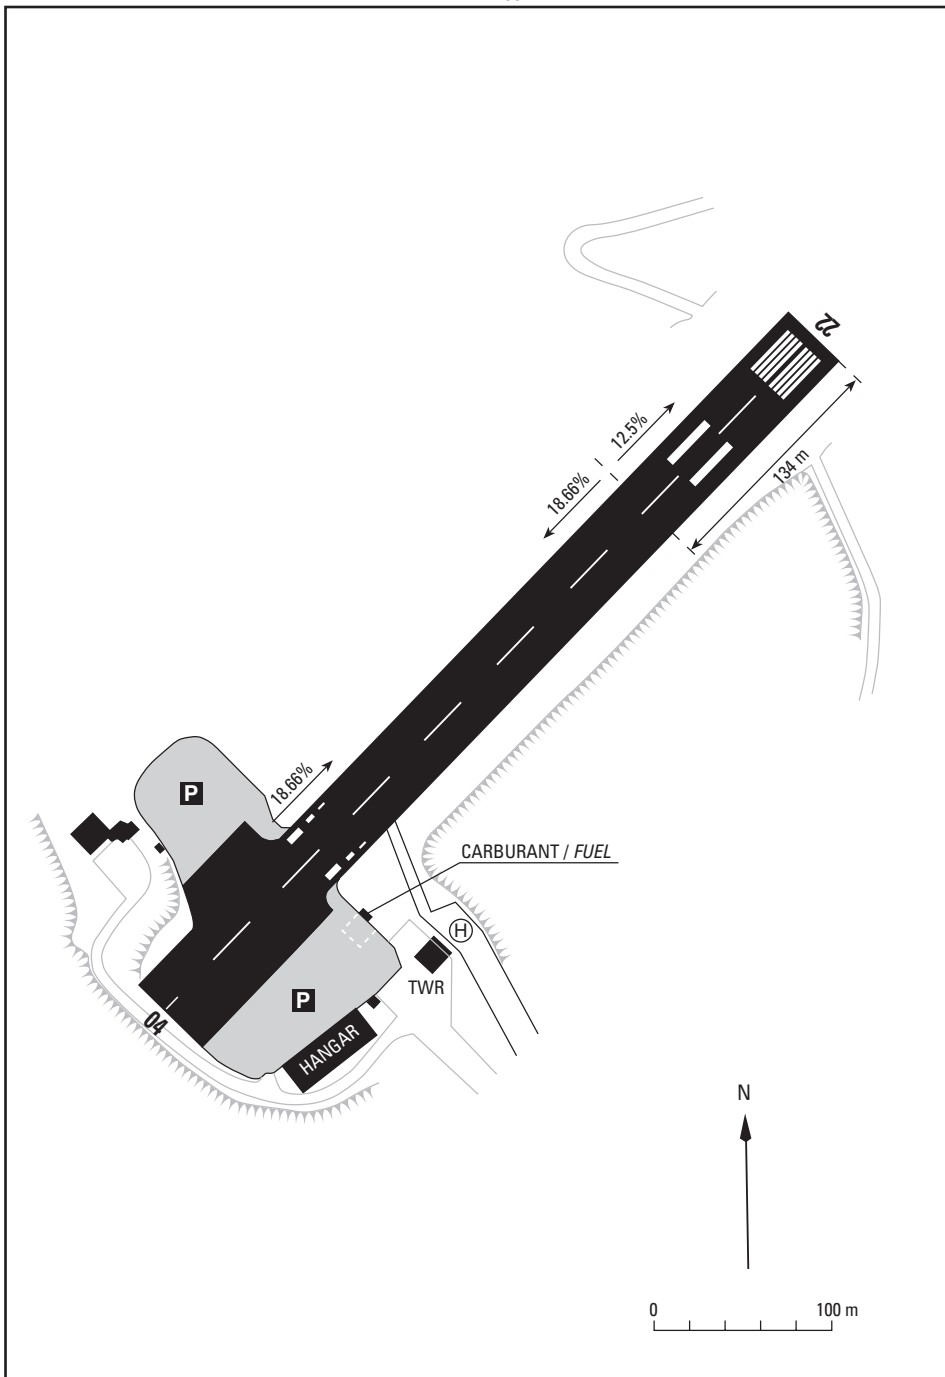 22
12.5%
18.66%
134 m
18.66%
P
CARBURANT / FUEL
H
TWR
P
04
HANGAR
N
0
100 m